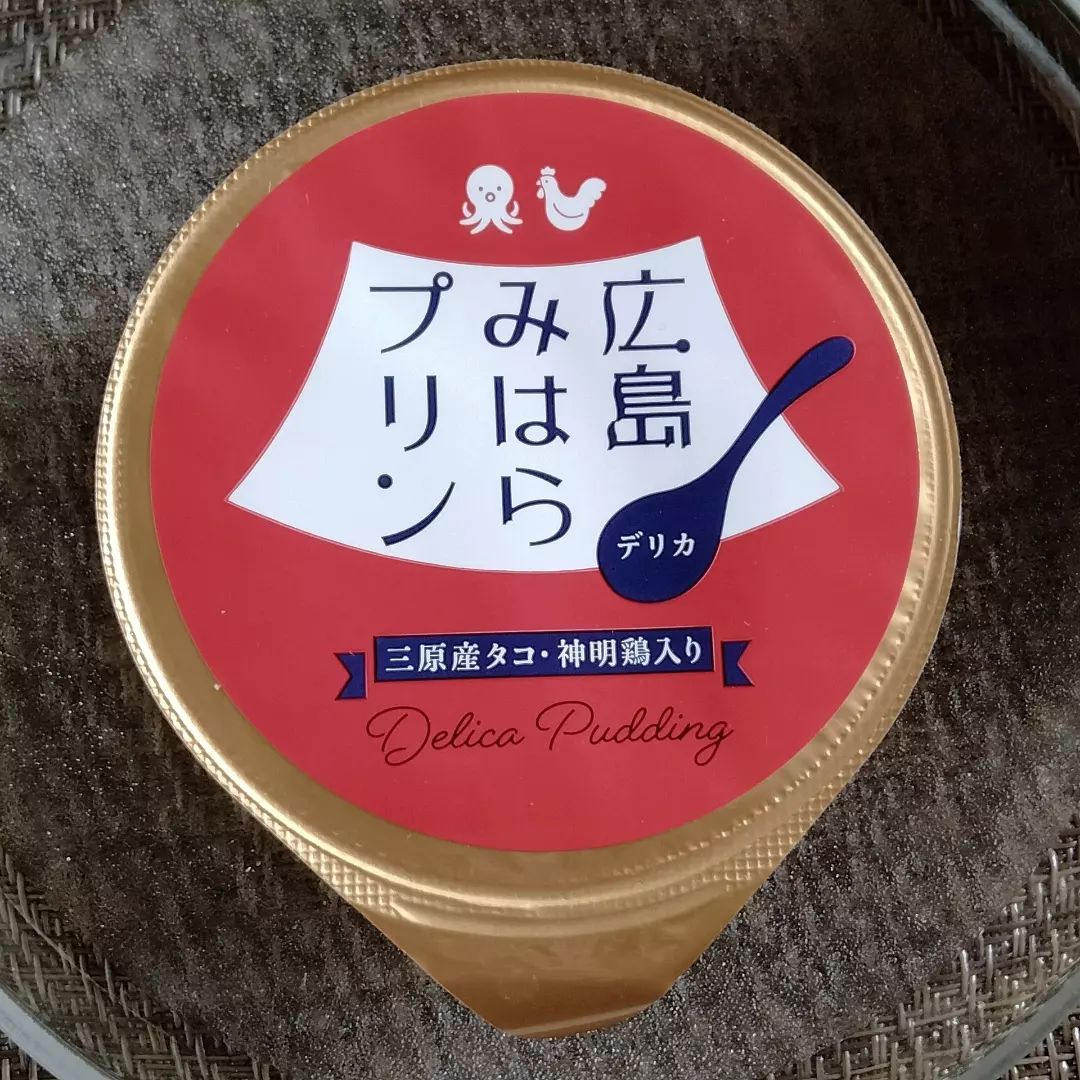 広島
みはら
プリン
デリカ
三原産タコ・神明鶏入り
Delica Pudding